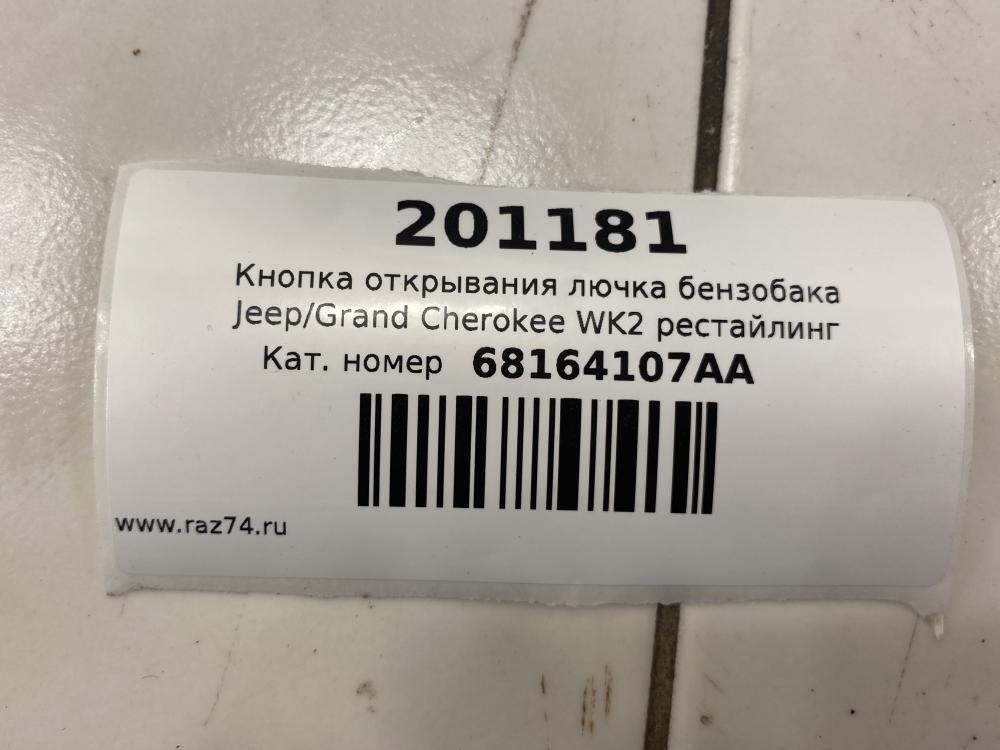 201181
Кнопка открывания лючка бензобака
Jeep/Grand Cherokee WK2 рестайлинг
Кат. номер 68164107AA
www.raz74.ru